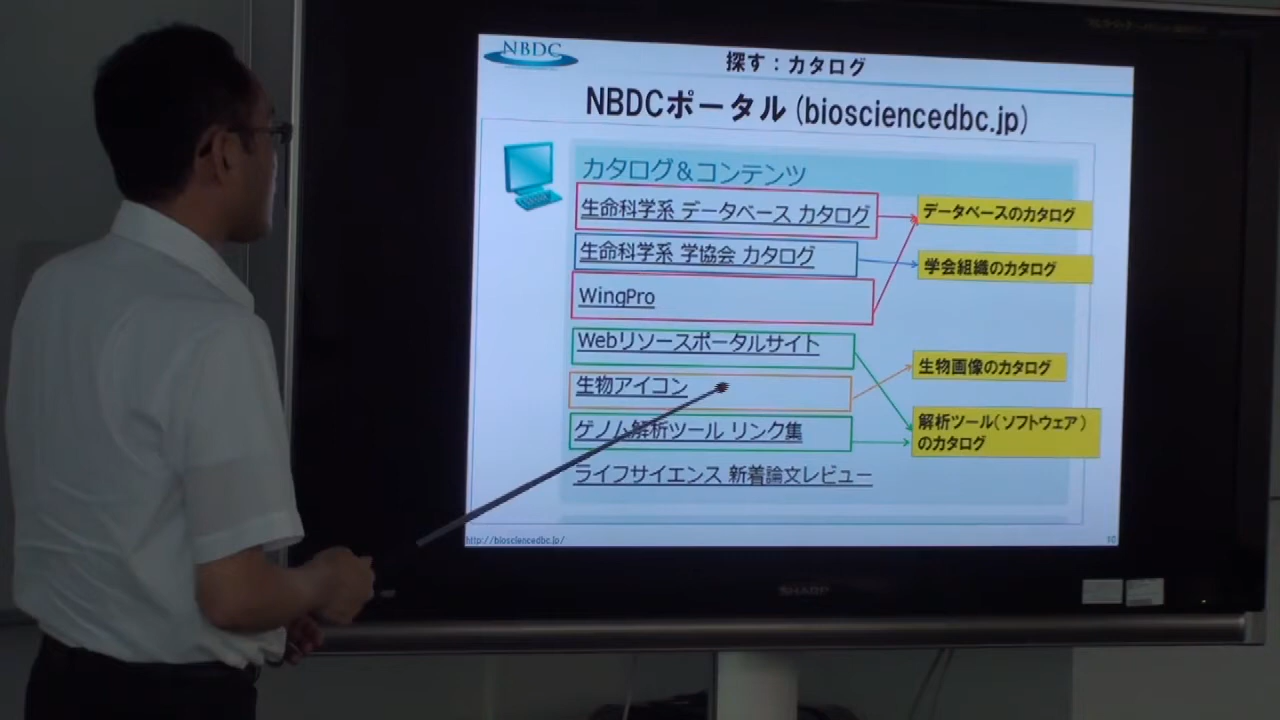 NBDC
探す：カタログ
NBDCポータル(biosciencedbc.jp)
カタログ＆コンテンツ
生命科学系 データベース カタログ
データベースのカタログ
生命科学系 学協会 カタログ
学会組織のカタログ
WingPro
Webリソースポータルサイト
生物画像のカタログ
生物アイコン
解析ツール(ソフトウェア)
のカタログ
ゲノム解析ツール リンク集
ライフサイエンス 新着論文レビュー
http://biosciencedbc.jp/
10
SHARP